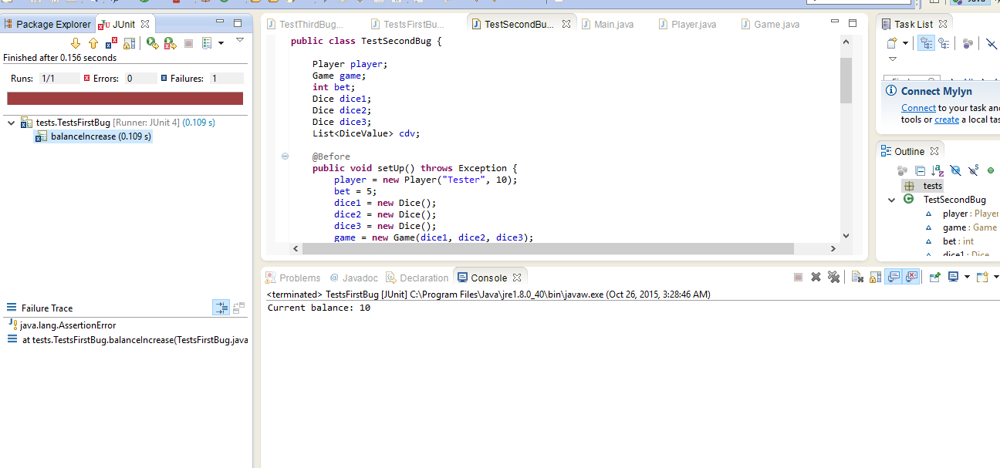 Package Explorer
JUnit
Finished after 0.156 seconds
Runs: 1/1 Errors: 0 Failures: 1
tests.TestsFirstBug [Runner: JUnit 4] (0.109 s)
balanceIncrease (0.109 s)
Failure Trace
java.lang.AssertionError
at tests.TestsFirstBug.balanceIncrease(TestsFirstBug.java
TestThirdBug...
TestsFirstBu...
TestSecondBu...
Main.java
Player.java
Game.java
public class TestSecondBug {
Player player;
Game game;
int bet;
Dice dice1;
Dice dice2;
Dice dice3;
List<DiceValue> cdv;
@Before
public void setUp() throws Exception {
player = new Player("Tester", 10);
bet = 5;
dice1 = new Dice();
dice2 = new Dice();
dice3 = new Dice();
game = new Game(dice1, dice2, dice3);
Problems @ Javadoc Declaration Console
<terminated> TestsFirstBug [JUnit] C:\Program Files\Java\jre1.8.0_40\bin\javaw.exe (Oct 26, 2015, 3:28:46 AM)
Current balance: 10
Task List
Connect Mylyn
Connect to your task and
tools or create a local tas
Outline
tests
TestSecondBug
player : Player
game : Game
bet : int
dice1 : Dice